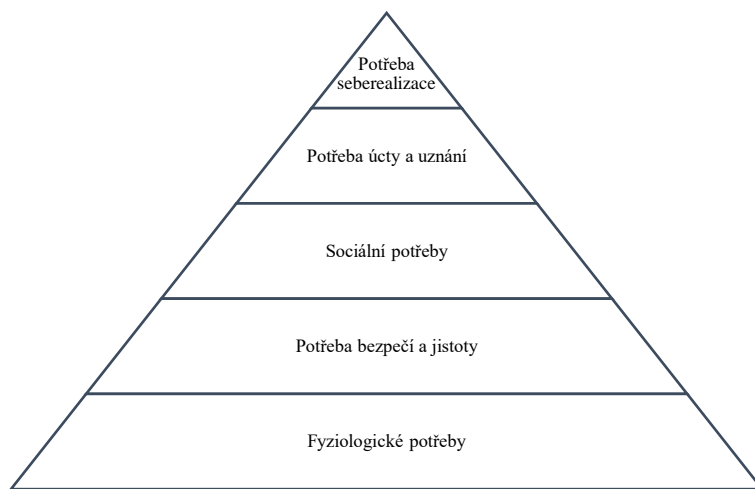 Potřeba
seberealizace
Potřeba úcty a uznání
Sociální potřeby
Potřeba bezpečí a jistoty
Fyziologické potřeby